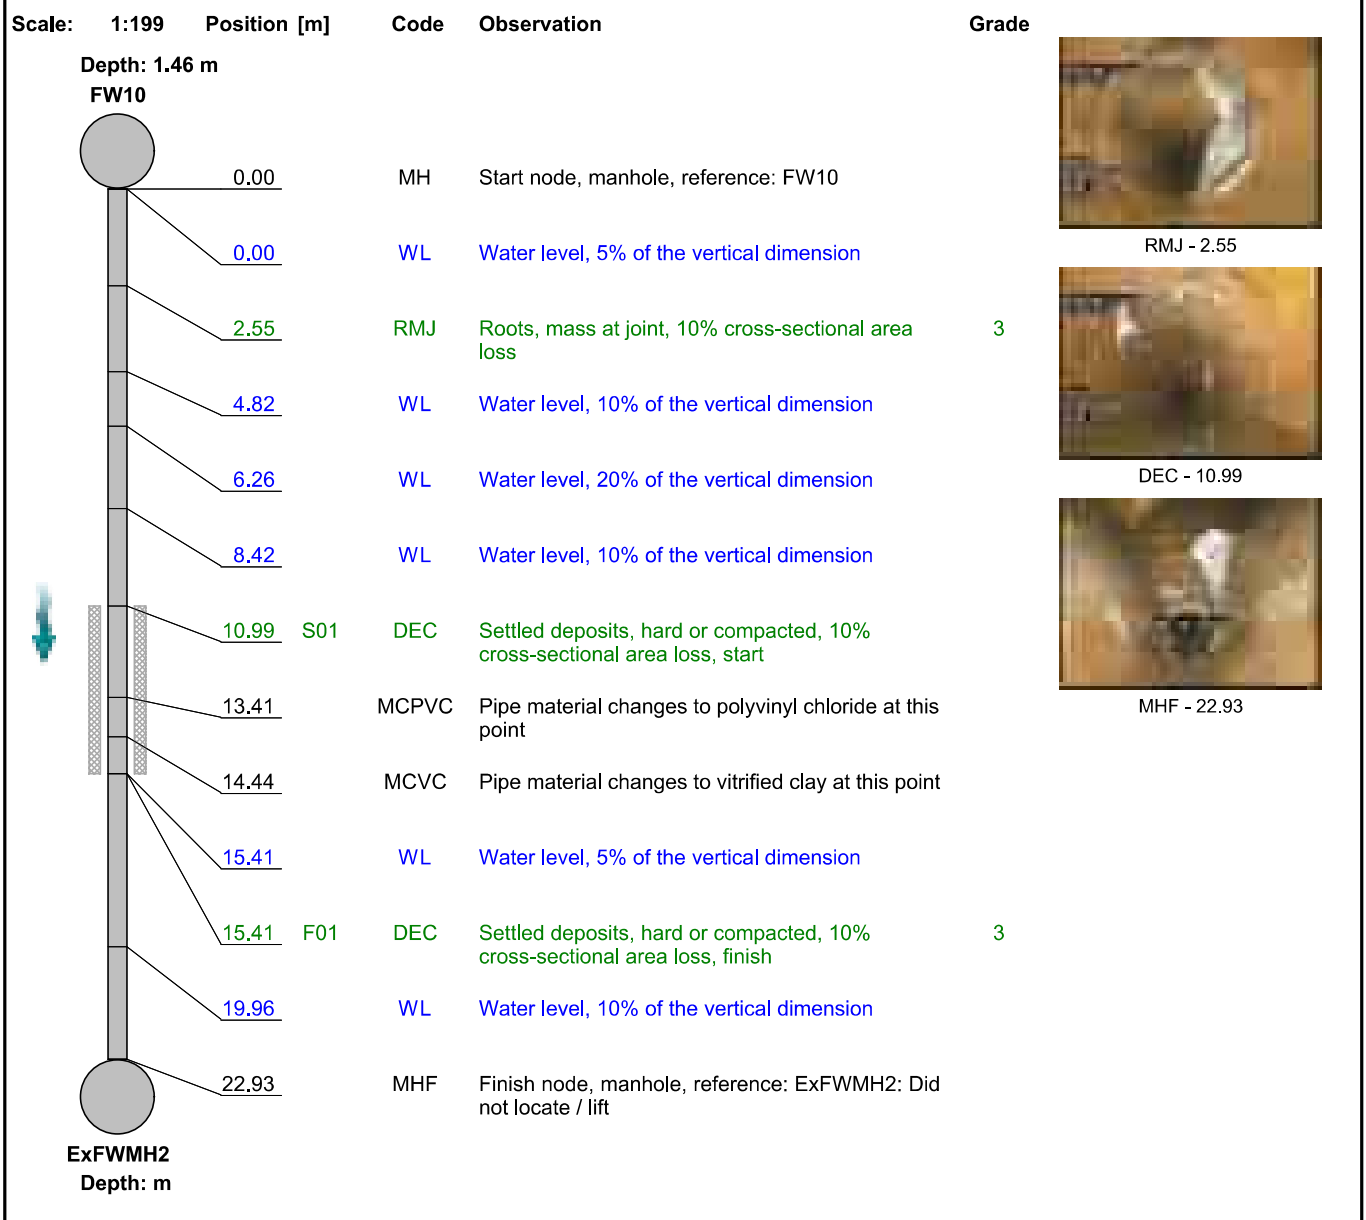 Scale: 1:199 Position [m] Code Observation Grade
Depth: 1.46 m
FW10
0.00 MH Start node, manhole, reference: FW10
0.00 WL Water level, 5% of the vertical dimension
RMJ - 2.55
2.55 RMJ Roots, mass at joint, 10% cross-sectional area 3
loss
4.82 WL Water level, 10% of the vertical dimension
6.26 WL Water level, 20% of the vertical dimension
DEC - 10.99
8.42 WL Water level, 10% of the vertical dimension
10.99 S01 DEC Settled deposits, hard or compacted, 10%
cross-sectional area loss, start
13.41 MCPVC Pipe material changes to polyvinyl chloride at this
point
MHF - 22.93
14.44 MCVC Pipe material changes to vitrified clay at this point
15.41 WL Water level, 5% of the vertical dimension
15.41 F01 DEC Settled deposits, hard or compacted, 10% 3
cross-sectional area loss, finish
19.96 WL Water level, 10% of the vertical dimension
22.93 MHF Finish node, manhole, reference: ExFWMH2: Did
not locate / lift
ExFWMH2
Depth: m